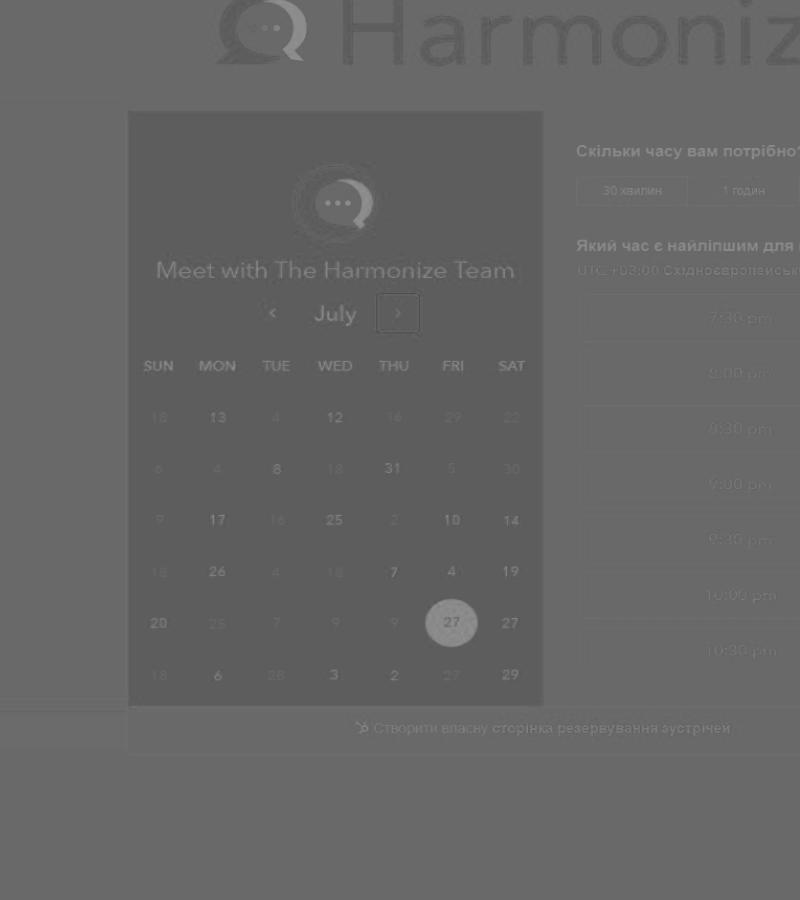 Harmoniz
Meet with The Harmonize Team
July
SUN MON TUE WED THU FRI SAT
18 13 4 12 16 29 22
6 4 8 18 31 5 30
9 17 16 25 2 10 14
18 26 4 18 7 4 19
20 25 7 9 9 27 27
18 6 28 3 2 27 29
Скільки часу вам потрібно?
30 хвилин 1 годин
Який час є найліпшим для
UTC +03:00 Східноєвропейськ
7:30 pm
8:00 pm
8:30 pm
9:00 pm
9:30 pm
10:00 pm
10:30 pm
Створити власну сторінка резервування зустрічей